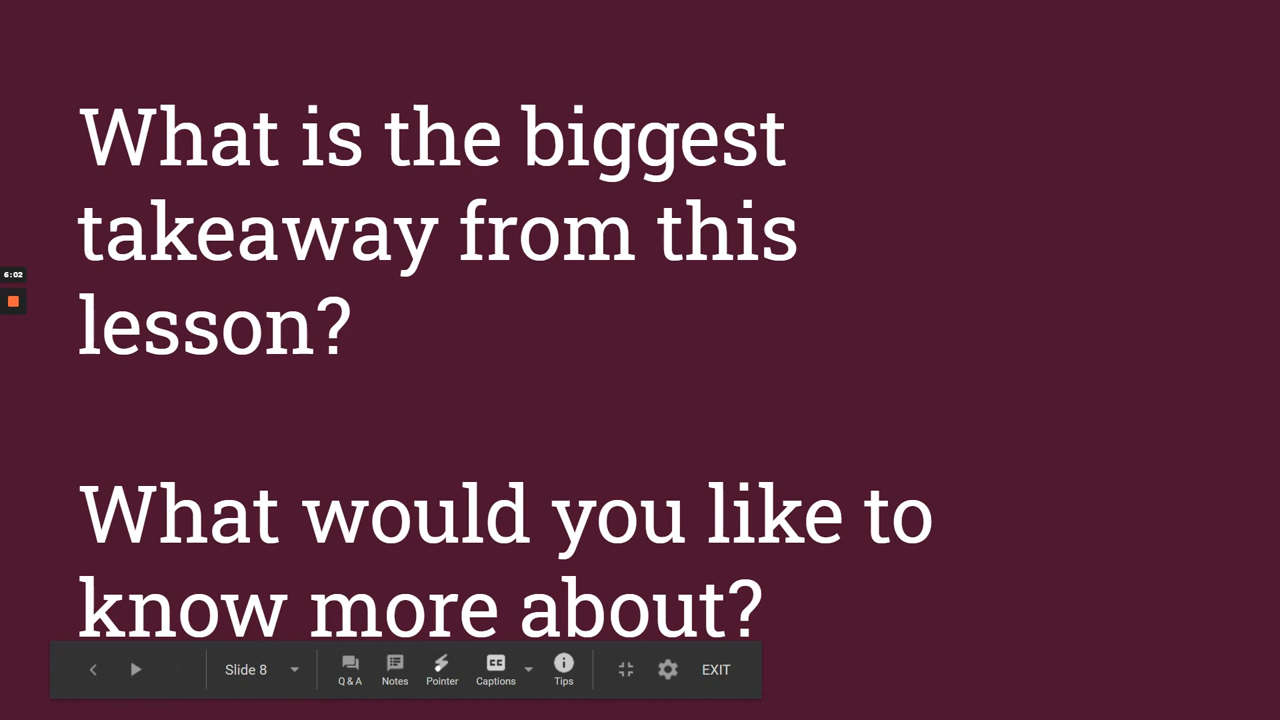 What is the biggest
takeaway from this
lesson?
6:02
What would you like to
know more about?
Slide 8
Q & A
Notes
Pointer
CC
Captions
Tips
EXIT